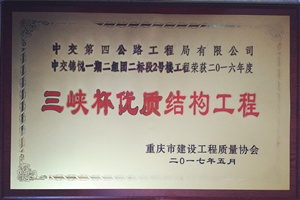 中交第四公路工程局有限公司
中交锦悦一期二组团二标段2号楼工程荣获二〇一六年度
三峡杯优质结构工程
重庆市建设工程质量协会
二〇一七年五月